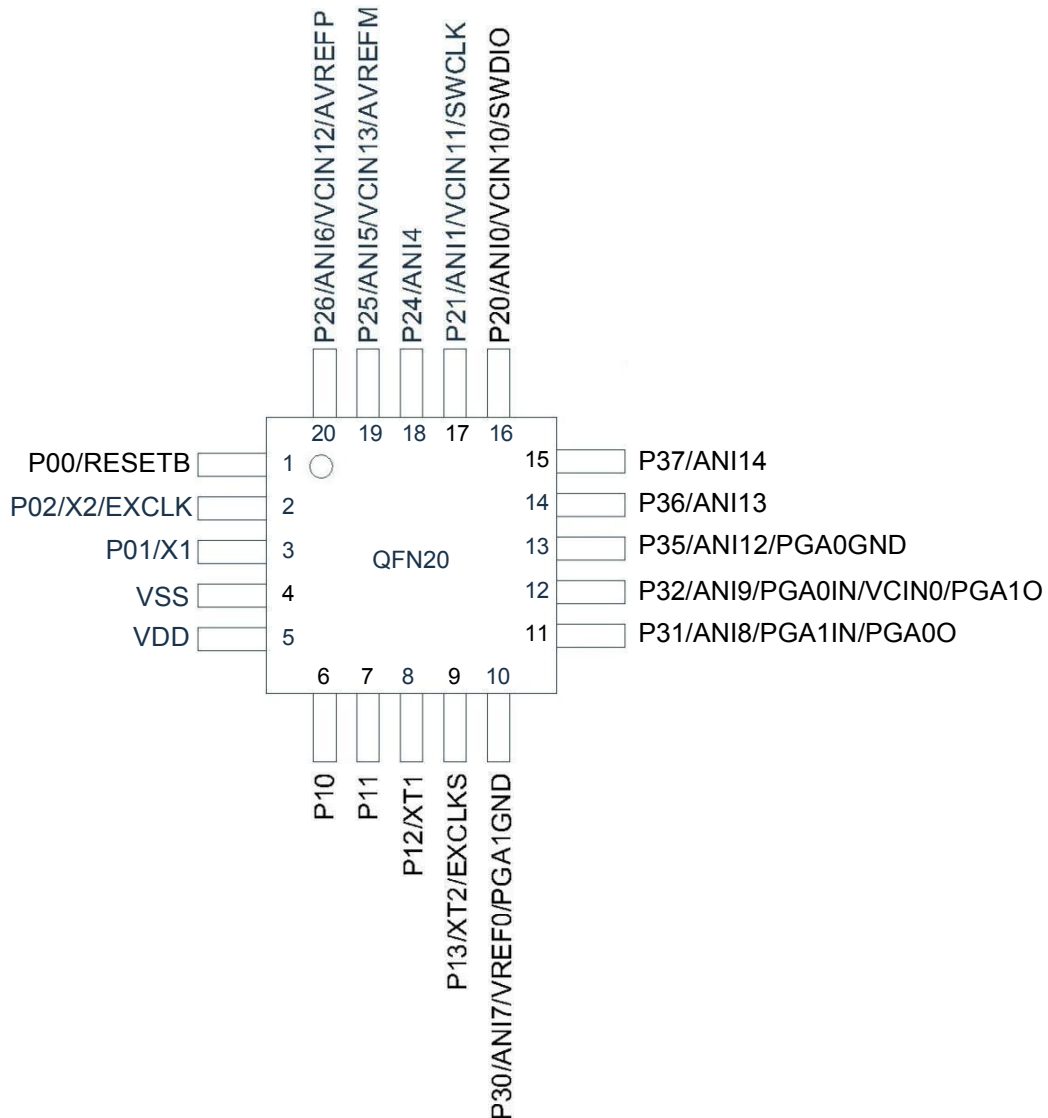 P26/ANI6/VCIN12/AVREFP
P25/ANI5/VCIN13/AVREFM
P24/ANI4
P21/ANI1/VCIN11/SWCLK
P20/ANI0/VCIN10/SWDIO
20
19
18
17
16
P00/RESETB
1
P02/X2/EXCLK
2
P01/X1
3
VSS
4
VDD
5
QFN20
15
P37/ANI14
14
P36/ANI13
13
P35/ANI12/PGA0GND
12
P32/ANI9/PGA0IN/VCIN0/PGA1O
11
P31/ANI8/PGA1IN/PGA0O
6
7
8
9
10
P10
P11
P12/XT1
P13/XT2/EXCLKS
P30/ANI7/VREF0/PGA1GND